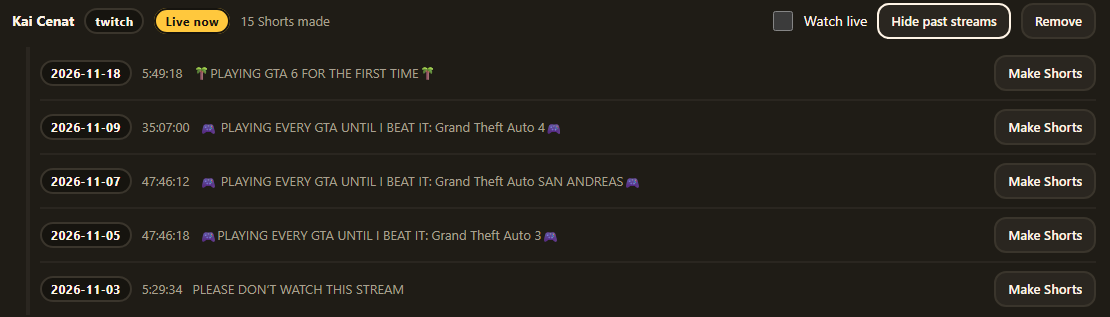 Kai Cenat twitch Live now 15 Shorts made Watch live Hide past streams Remove
2026-11-18 5:49:18 🌴PLAYING GTA 6 FOR THE FIRST TIME🌴 Make Shorts
2026-11-09 35:07:00 🎮 PLAYING EVERY GTA UNTIL I BEAT IT: Grand Theft Auto 4🎮 Make Shorts
2026-11-07 47:46:12 🎮 PLAYING EVERY GTA UNTIL I BEAT IT: Grand Theft Auto SAN ANDREAS🎮 Make Shorts
2026-11-05 47:46:18 🎮PLAYING EVERY GTA UNTIL I BEAT IT: Grand Theft Auto 3🎮 Make Shorts
2026-11-03 5:29:34 PLEASE DON'T WATCH THIS STREAM Make Shorts